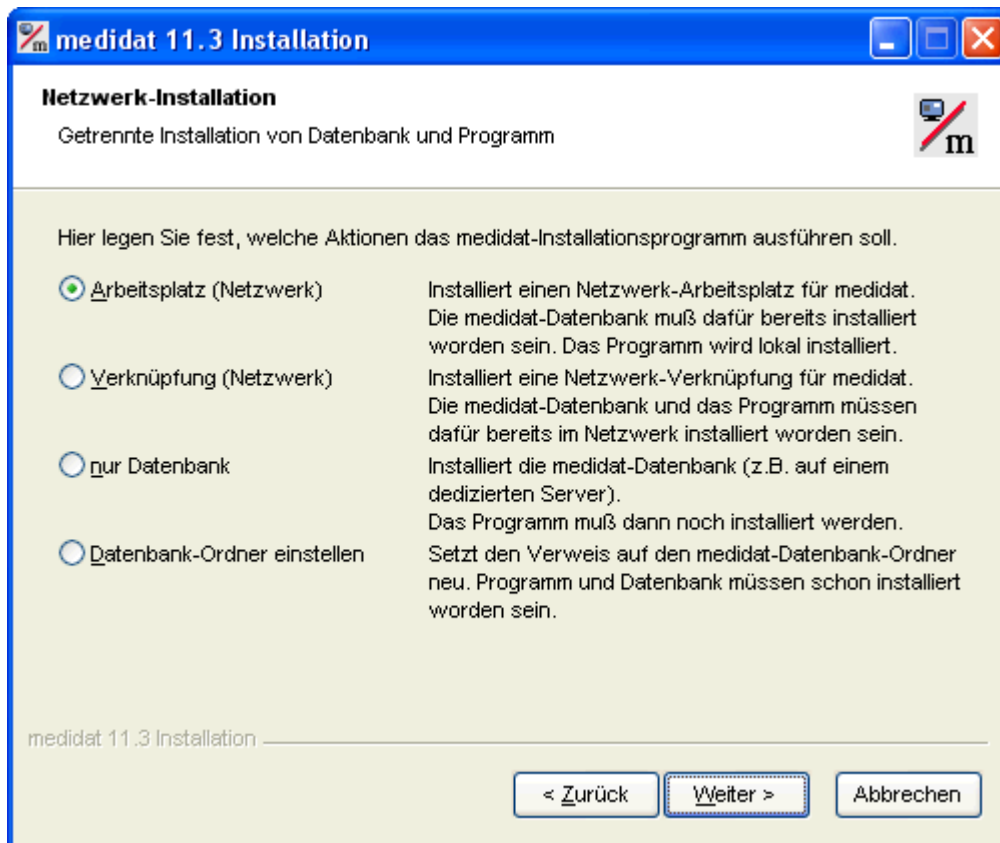 medidat 11.3 Installation
Netzwerk-Installation
Getrennte Installation von Datenbank und Programm
m
Hier legen Sie fest, welche Aktionen das medidat-Installationsprogramm ausführen soll.
Arbeitsplatz (Netzwerk)
Installiert einen Netzwerk-Arbeitsplatz für medidat.
Die medidat-Datenbank muß dafür bereits installiert
worden sein. Das Programm wird lokal installiert.
Verknüpfung (Netzwerk)
Installiert eine Netzwerk-Verknüpfung für medidat.
Die medidat-Datenbank und das Programm müssen
dafür bereits im Netzwerk installiert worden sein.
nur Datenbank
Installiert die medidat-Datenbank (z.B. auf einem
dedizierten Server).
Das Programm muß dann noch installiert werden.
Datenbank-Ordner einstellen
Setzt den Verweis auf den medidat-Datenbank-Ordner
neu. Programm und Datenbank müssen schon installiert
worden sein.
medidat 11.3 Installation
< Zurück
Weiter >
Abbrechen